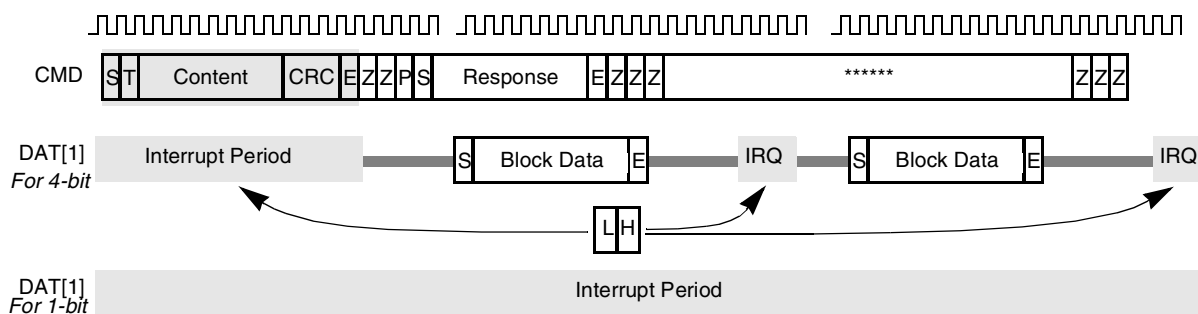 CMD S T Content CRC E Z Z P S Response E Z Z Z ****** Z Z Z
DAT[1] Interrupt Period S Block Data E IRQ S Block Data E IRQ
For 4-bit
L H
DAT[1] Interrupt Period
For 1-bit